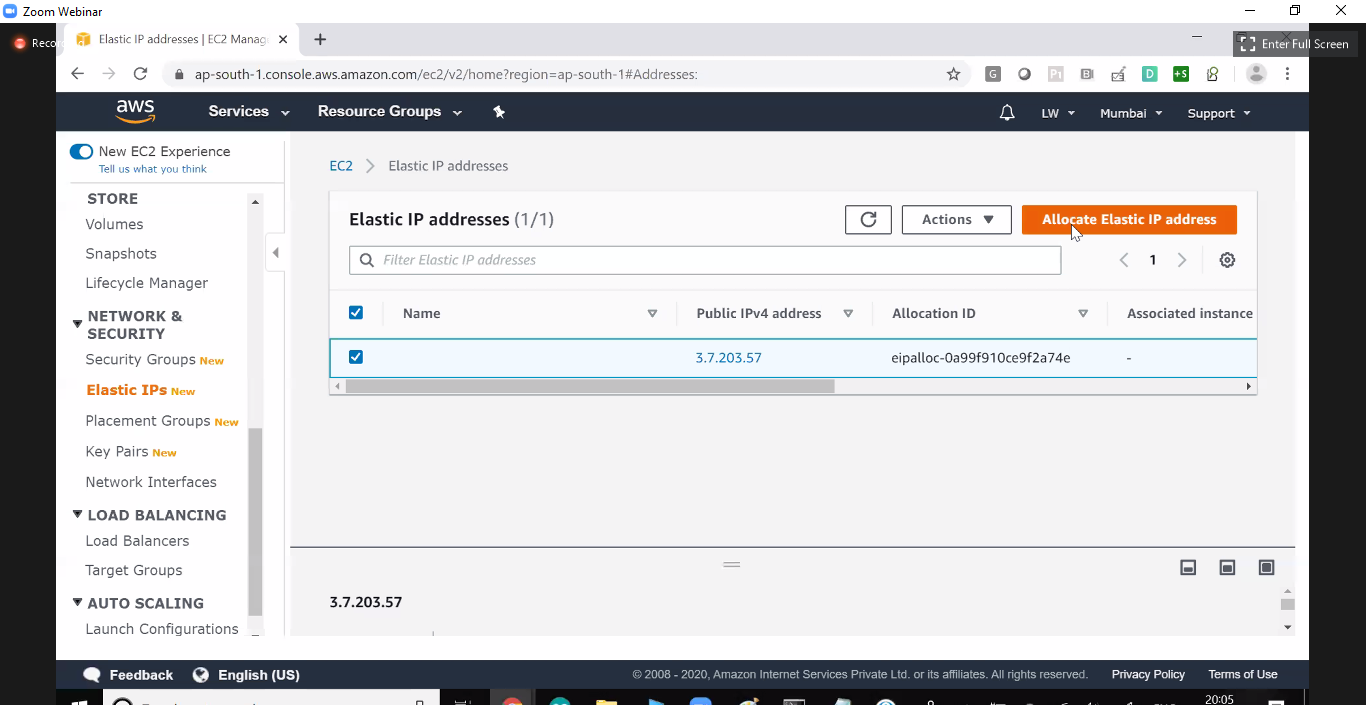 Zoom Webinar
Recor
Elastic IP addresses | EC2 Manag
Enter Full Screen
ap-south-1.console.aws.amazon.com/ec2/v2/home?region=ap-south-1#Addresses:
aws
Services
Resource Groups
LW
Mumbai
Support
New EC2 Experience
Tell us what you think
STORE
Volumes
Snapshots
Lifecycle Manager
NETWORK &
SECURITY
Security Groups New
Elastic IPs New
Placement Groups New
Key Pairs New
Network Interfaces
LOAD BALANCING
Load Balancers
Target Groups
AUTO SCALING
Launch Configurations
EC2 > Elastic IP addresses
Elastic IP addresses (1/1)
Actions
Allocate Elastic IP address
Filter Elastic IP addresses
1
Name
Public IPv4 address
Allocation ID
Associated instance
3.7.203.57
eipalloc-0a99f910ce9f2a74e
-
3.7.203.57
Feedback
English (US)
© 2008 - 2020, Amazon Internet Services Private Ltd. or its affiliates. All rights reserved.
Privacy Policy
Terms of Use
20:05